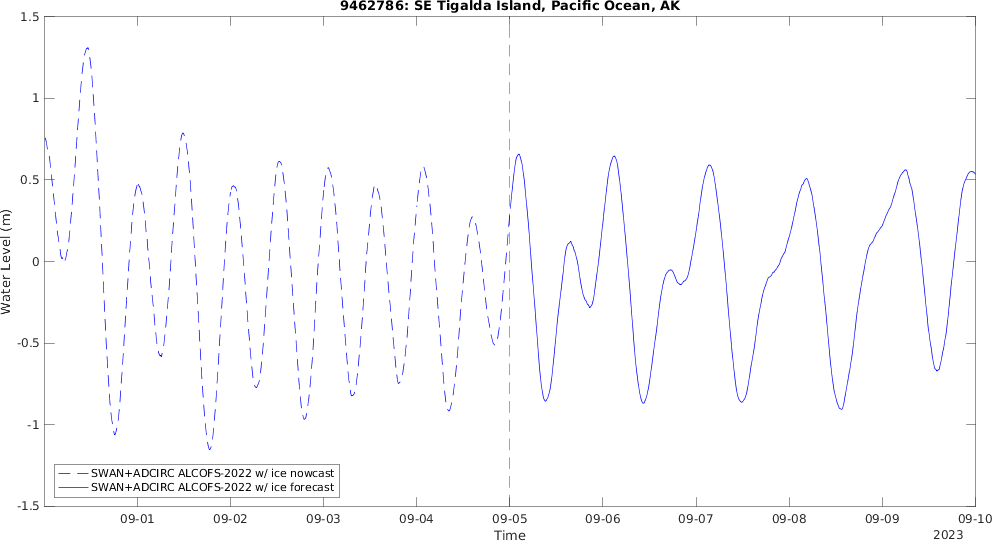 9462786: SE Tigalda Island, Pacific Ocean, AK
1.5
1
0.5
0
-0.5
-1
-1.5
Water Level (m)
SWAN+ADCIRC ALCOFS-2022 w/ ice nowcast
SWAN+ADCIRC ALCOFS-2022 w/ ice forecast
09-01 09-02 09-03 09-04 09-05 09-06 09-07 09-08 09-09 09-10
Time
2023